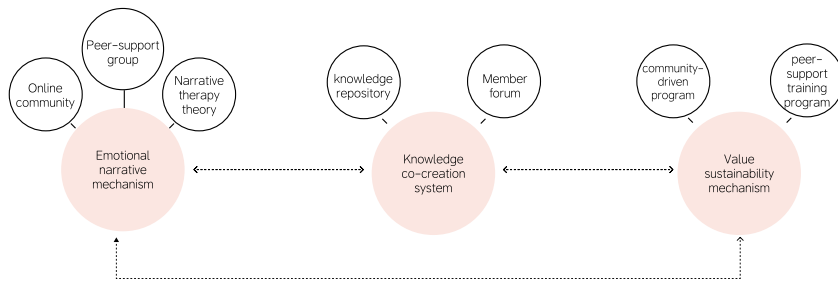 Peer-support
group
Online
community
Narrative
therapy
theory
Emotional
narrative
mechanism
knowledge
repository
Member
forum
Knowledge
co-creation
system
community-
driven
program
peer-
support
training
program
Value
sustainability
mechanism